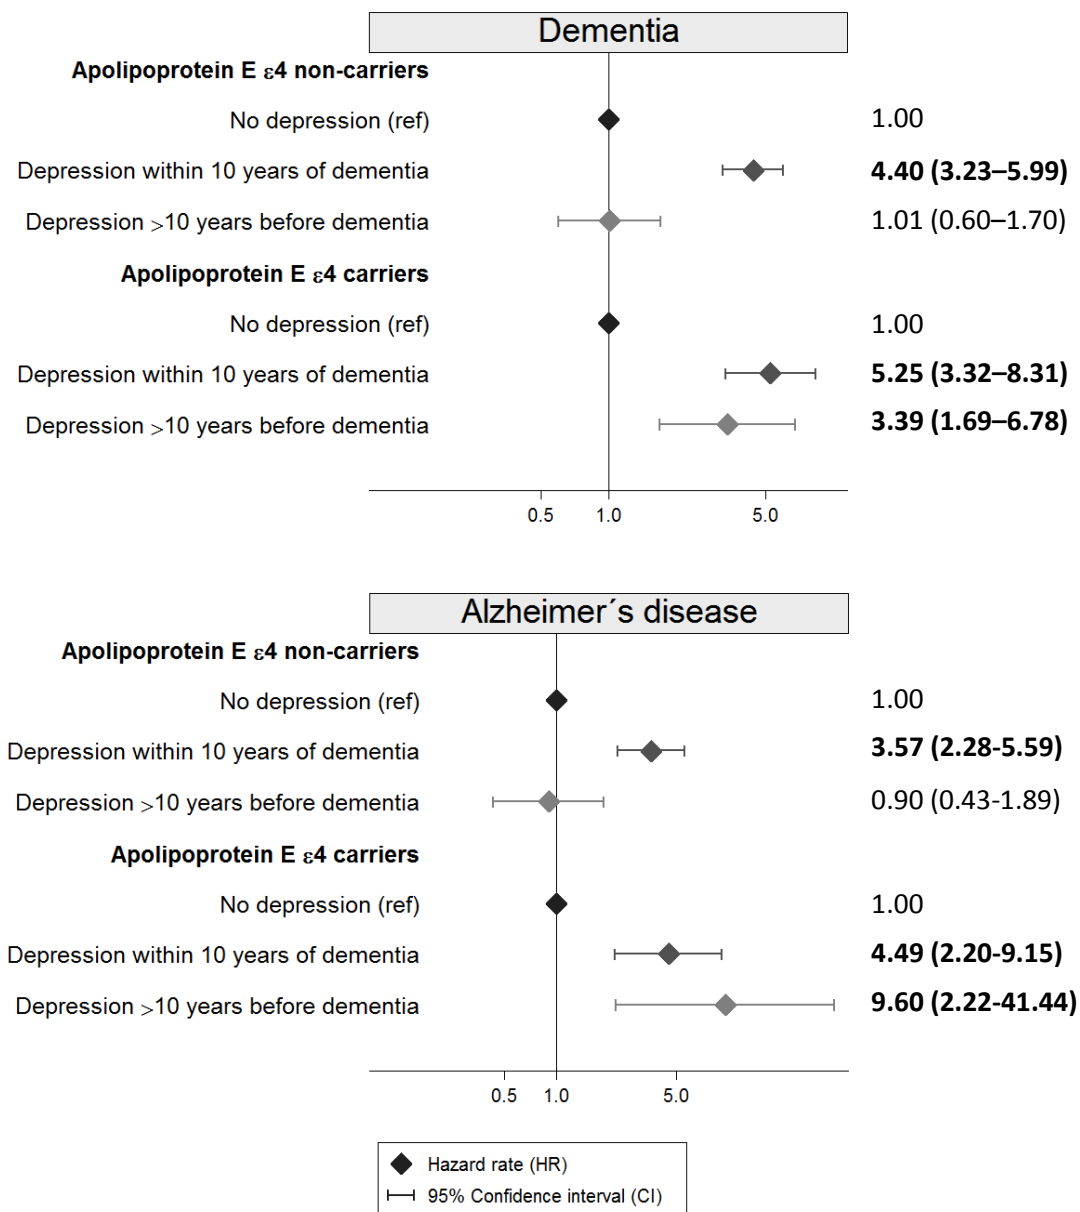 Dementia
Apolipoprotein E ε4 non-carriers
No depression (ref) 1.00
Depression within 10 years of dementia 4.40 (3.23–5.99)
Depression >10 years before dementia 1.01 (0.60–1.70)
Apolipoprotein E ε4 carriers
No depression (ref) 1.00
Depression within 10 years of dementia 5.25 (3.32–8.31)
Depression >10 years before dementia 3.39 (1.69–6.78)
0.5 1.0 5.0
Alzheimer´s disease
Apolipoprotein E ε4 non-carriers
No depression (ref) 1.00
Depression within 10 years of dementia 3.57 (2.28-5.59)
Depression >10 years before dementia 0.90 (0.43-1.89)
Apolipoprotein E ε4 carriers
No depression (ref) 1.00
Depression within 10 years of dementia 4.49 (2.20-9.15)
Depression >10 years before dementia 9.60 (2.22-41.44)
0.5 1.0 5.0
Hazard rate (HR)
95% Confidence interval (CI)